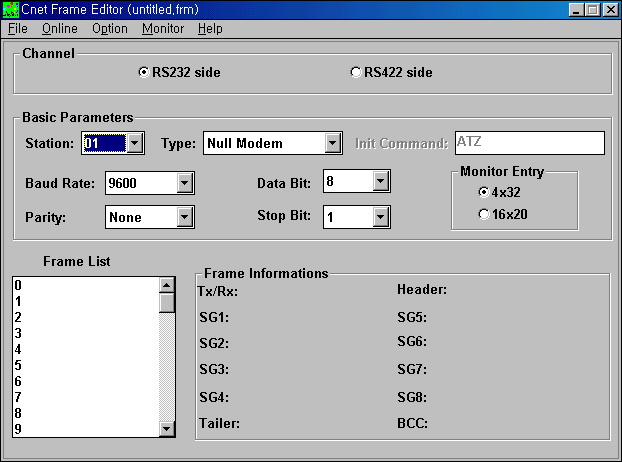 Cnet Frame Editor (untitled,frm)
File Online Option Monitor Help
Channel
RS232 side RS422 side
Basic Parameters
Station: 01 Type: Null Modem Init Command: ATZ
Baud Rate: 9600 Data Bit: 8 Monitor Entry
4x32
Parity: None Stop Bit: 1 16x20
Frame List
0
1
2
3
4
5
6
7
8
9
Frame Informations
Tx/Rx: Header:
SG1: SG5:
SG2: SG6:
SG3: SG7:
SG4: SG8:
Tailer: BCC: